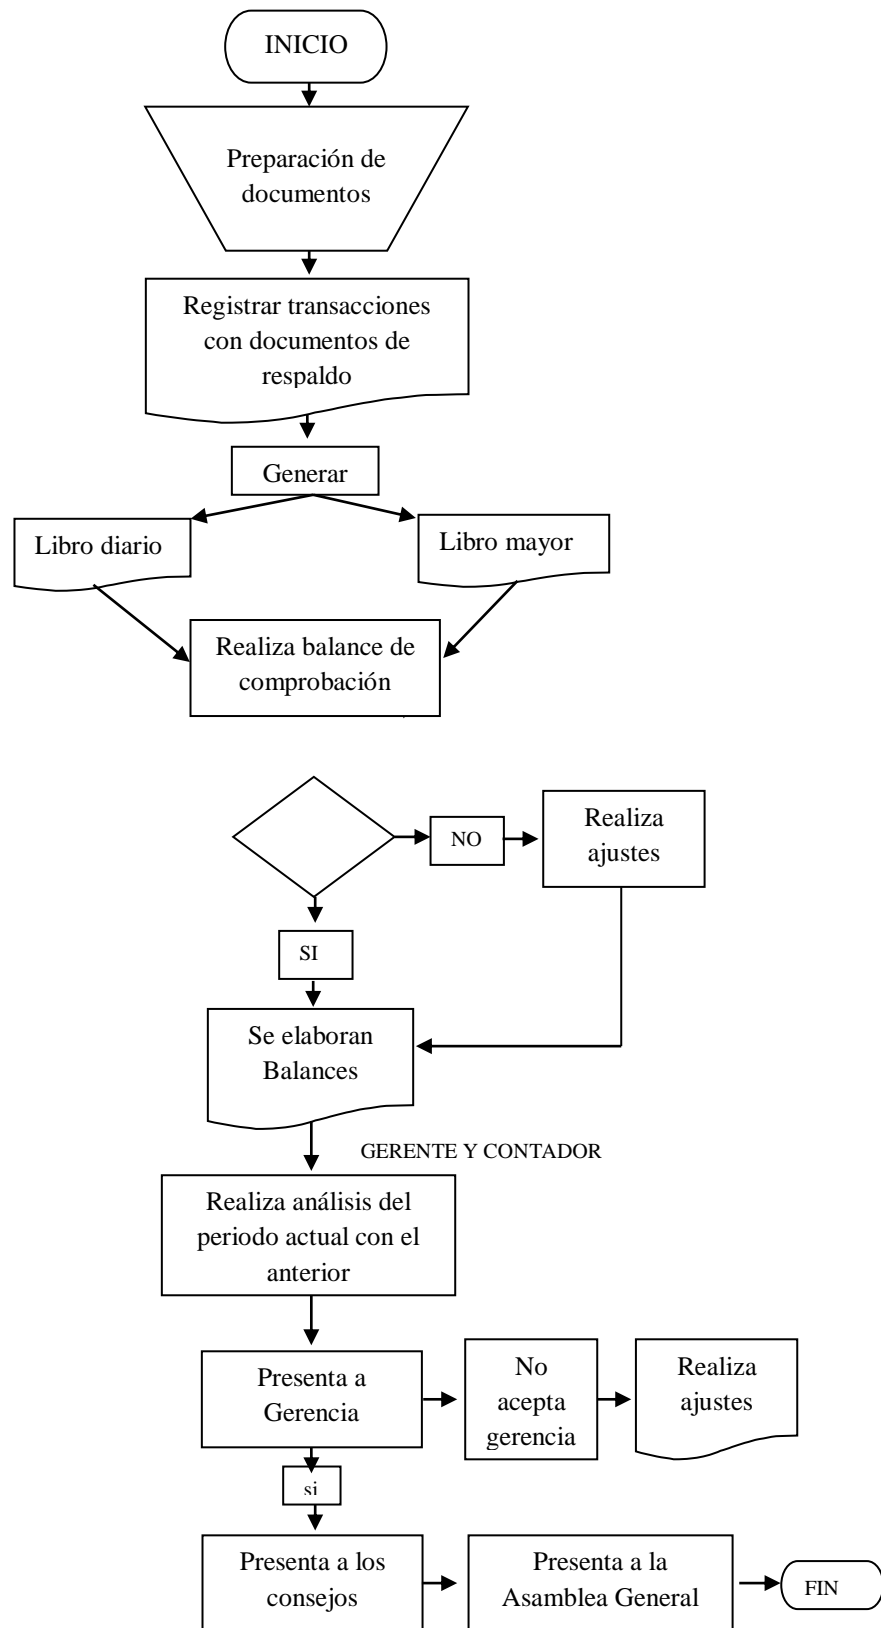 INICIO
Preparación de
documentos
Registrar transacciones
con documentos de
respaldo
Generar
Libro diario
Libro mayor
Realiza balance de
comprobación
NO
Realiza
ajustes
SI
Se elaboran
Balances
GERENTE Y CONTADOR
Realiza análisis del
periodo actual con el
anterior
Presenta a
Gerencia
No
acepta
gerencia
Realiza
ajustes
si
Presenta a los
consejos
Presenta a la
Asamblea General
FIN